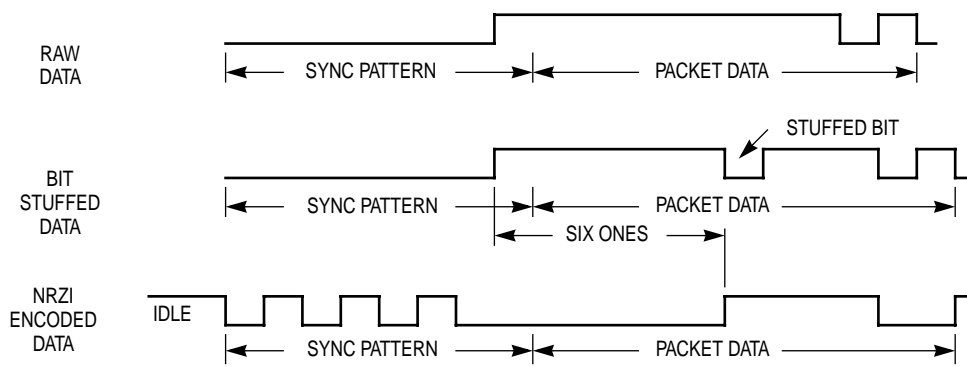 RAW
DATA
SYNC PATTERN
PACKET DATA
STUFFED BIT
BIT
STUFFED
DATA
SYNC PATTERN
PACKET DATA
SIX ONES
NRZI
ENCODED
DATA
IDLE
SYNC PATTERN
PACKET DATA